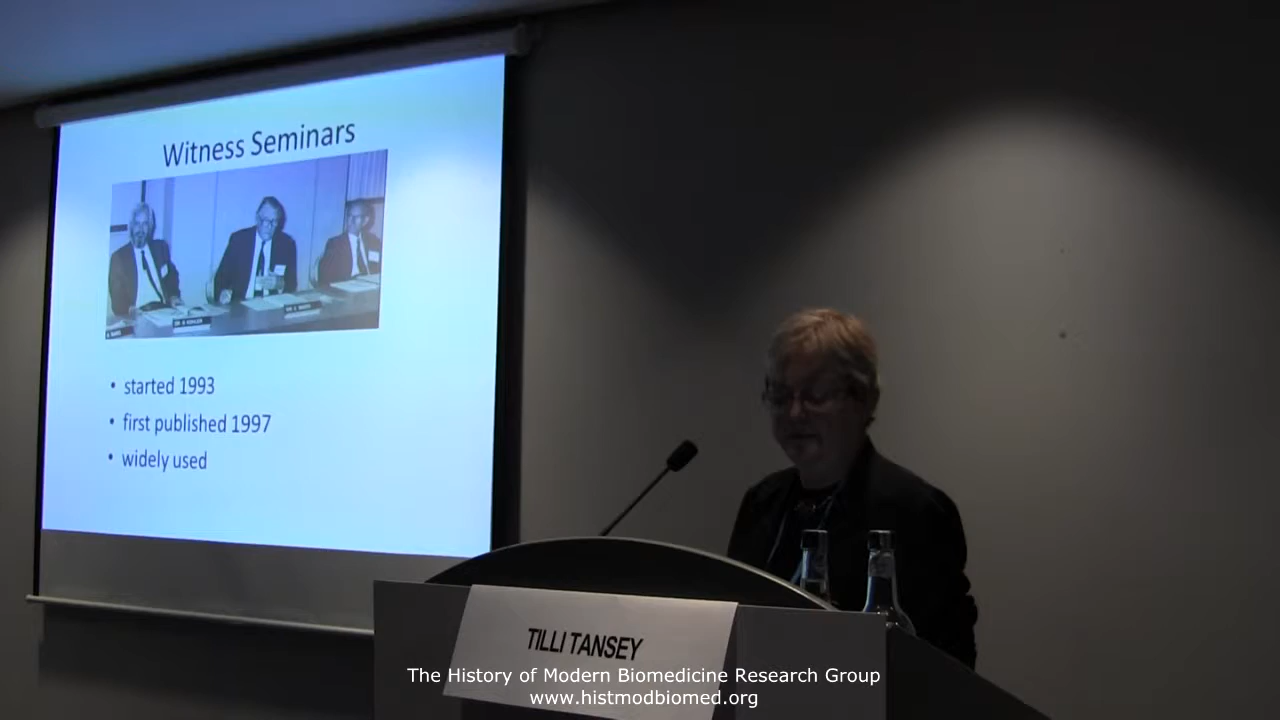 Witness Seminars
• started 1993
• first published 1997
• widely used
TILLI TANSEY
The History of Modern Biomedicine Research Group
www.histmodbiomed.org